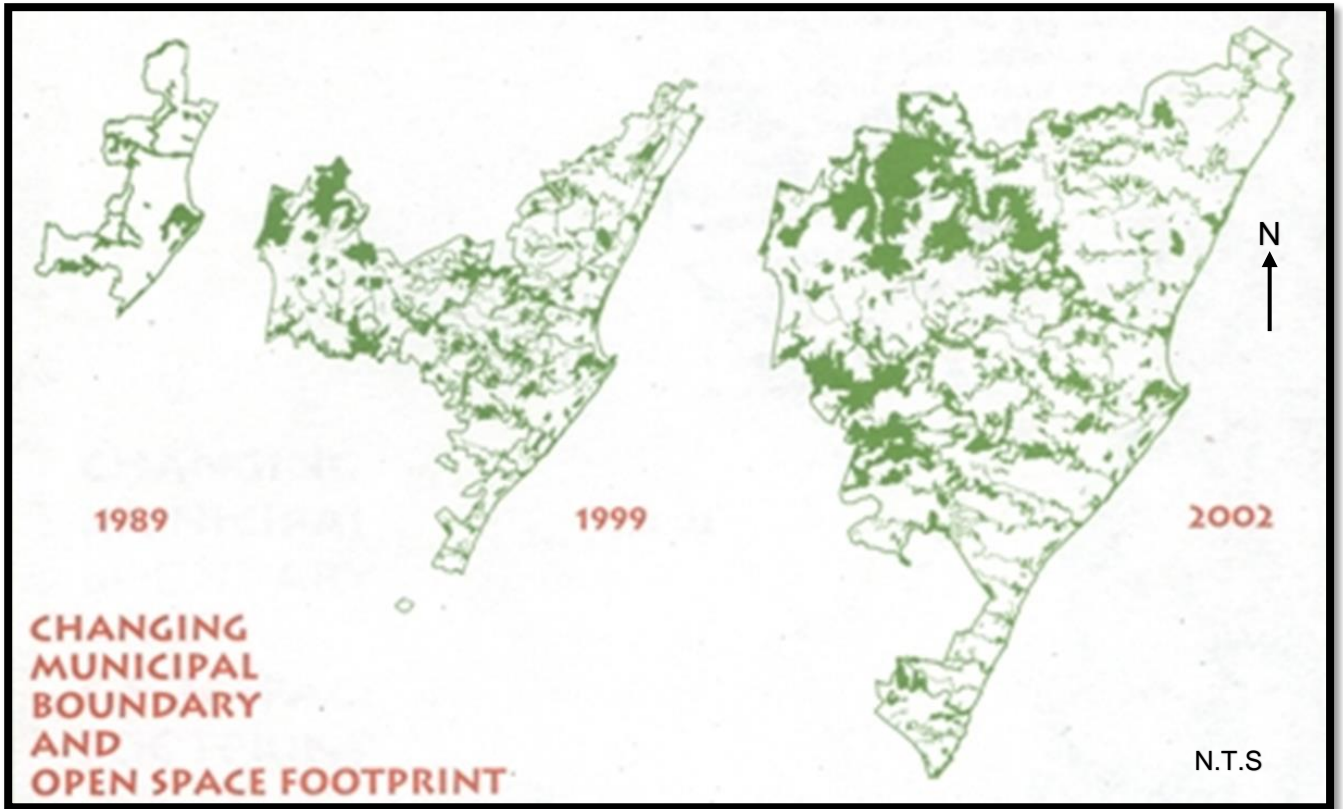 N
1989
1999
2002
CHANGING
MUNICIPAL
BOUNDARY
AND
OPEN SPACE FOOTPRINT
N.T.S